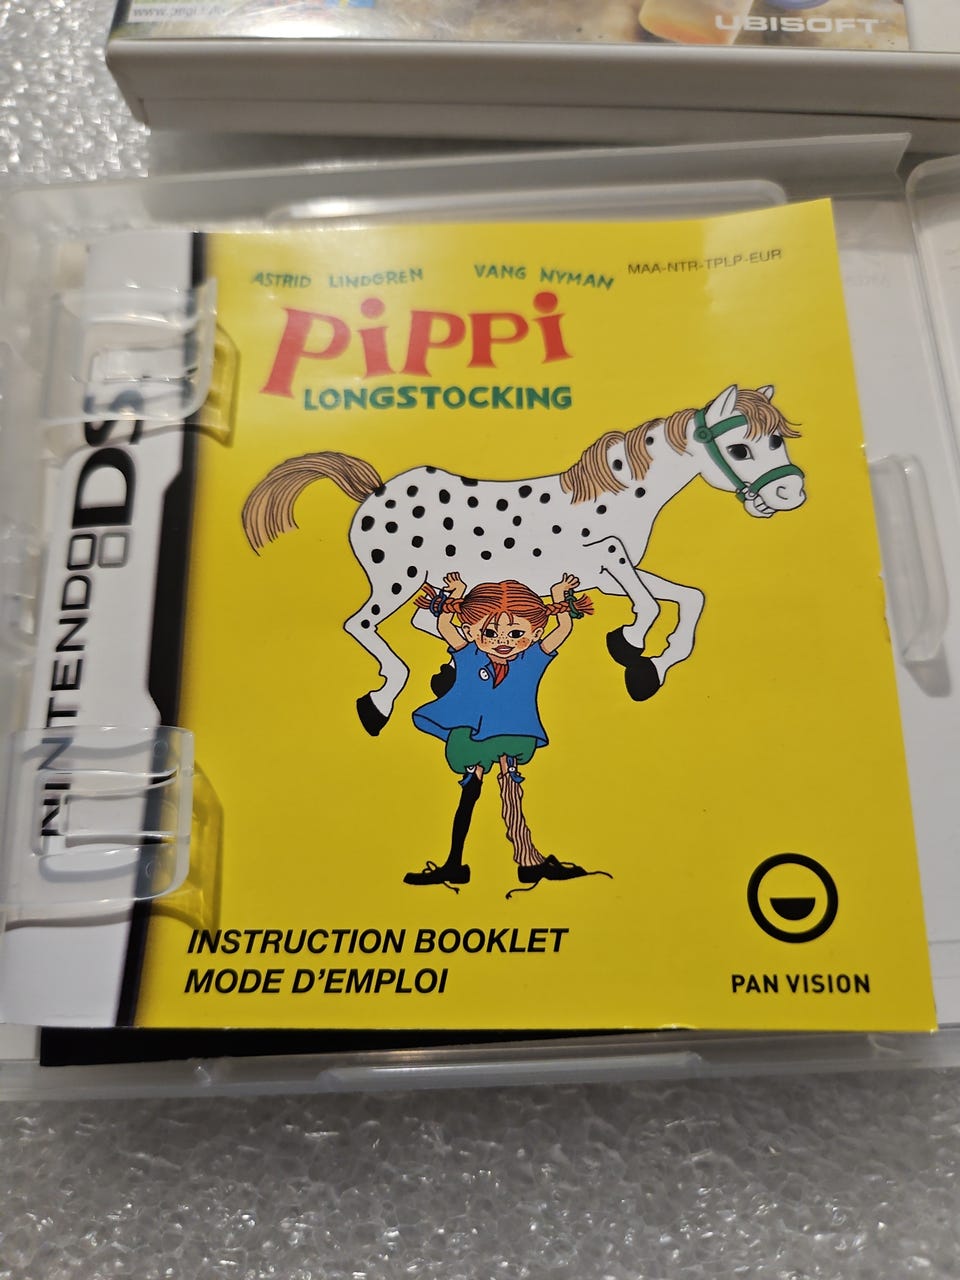 UBISOFT
ASTRID LINDGREN VANG NYMAN
MAA-NTR-TPLP-EUR
PiPPi
LONGSTOCKING
NINTENDO DS
INSTRUCTION BOOKLET
MODE D'EMPLOI
PAN VISION